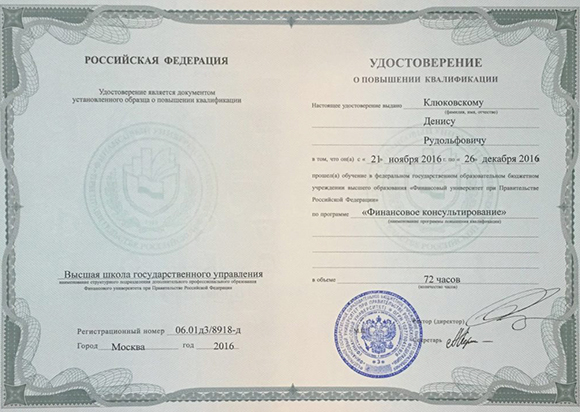 РОССИЙСКАЯ ФЕДЕРАЦИЯ
Удостоверение является документом
установленного образца о повышении квалификации
Высшая школа государственного управления
наименование структурного подразделения дополнительного профессионального образования
Финансового университета при Правительстве Российской Федерации
Регистрационный номер 06.01д3/8918-д
Город Москва год 2016
УДОСТОВЕРЕНИЕ
О ПОВЫШЕНИИ КВАЛИФИКАЦИИ
Настоящее удостоверение выдано Клюковскому
(фамилия, имя, отчество)
Денису
Рудольфовичу
в том, что он(а) с « 21» ноября 2016 г. по « 26» декабря 2016
прошел(а) обучение в федеральном государственном образовательном бюджетном
учреждении высшего образования «Финансовый университет при Правительстве
Российской Федерации»
по программе «Финансовое консультирование»
(наименование программы повышения квалификации)
в объеме 72 часов
(количество часов)
(директор)
Секретарь